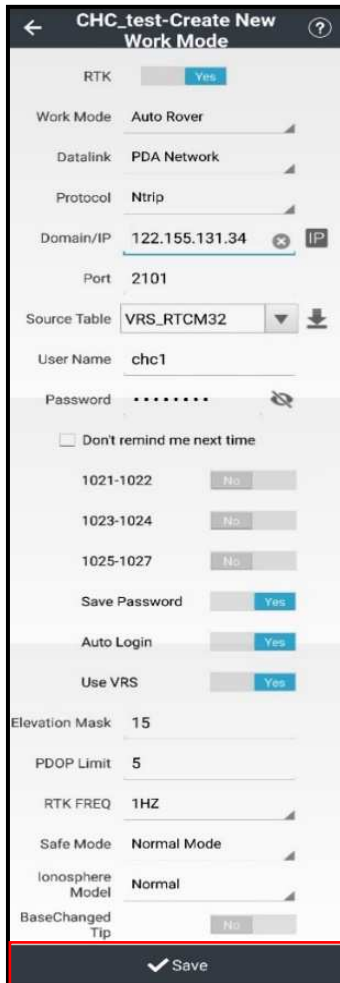 CHC_test-Create New
Work Mode
?
RTK Yes
Work Mode Auto Rover
Datalink PDA Network
Protocol Ntrip
Domain/IP 122.155.131.34 IP
Port 2101
Source Table VRS_RTCM32
User Name chc1
Password ········
Don't remind me next time
1021-1022 No
1023-1024 No
1025-1027 No
Save Password Yes
Auto Login Yes
Use VRS Yes
Elevation Mask 15
PDOP Limit 5
RTK FREQ 1HZ
Safe Mode Normal Mode
Ionosphere
Model Normal
BaseChanged
Tip No
Save